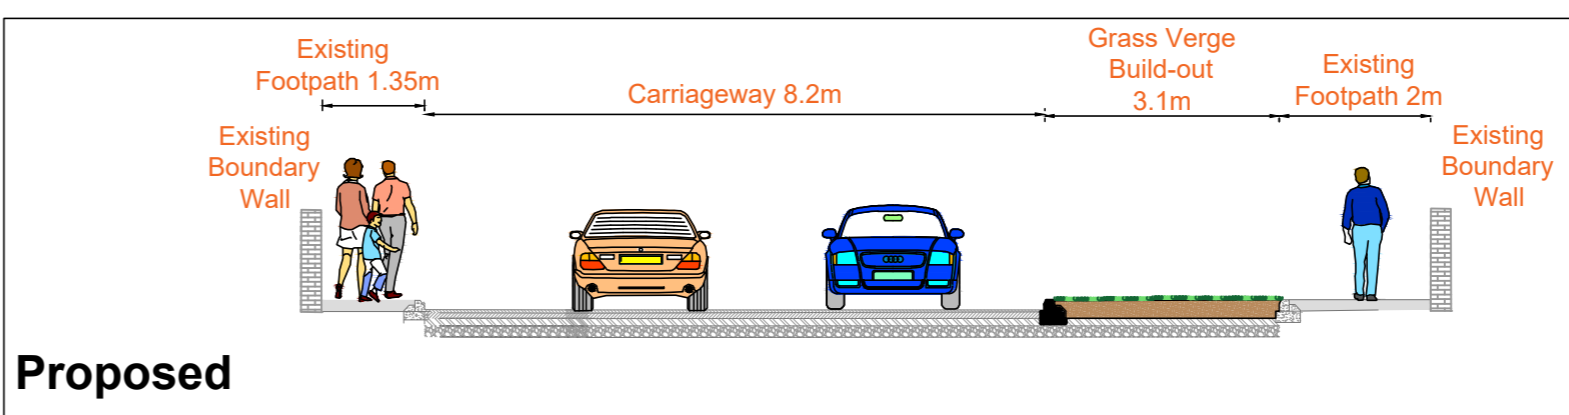 Existing
Footpath 1.35m
Carriageway 8.2m
Grass Verge
Build-out
3.1m
Existing
Footpath 2m
Existing
Boundary
Wall
Existing
Boundary
Wall
Proposed